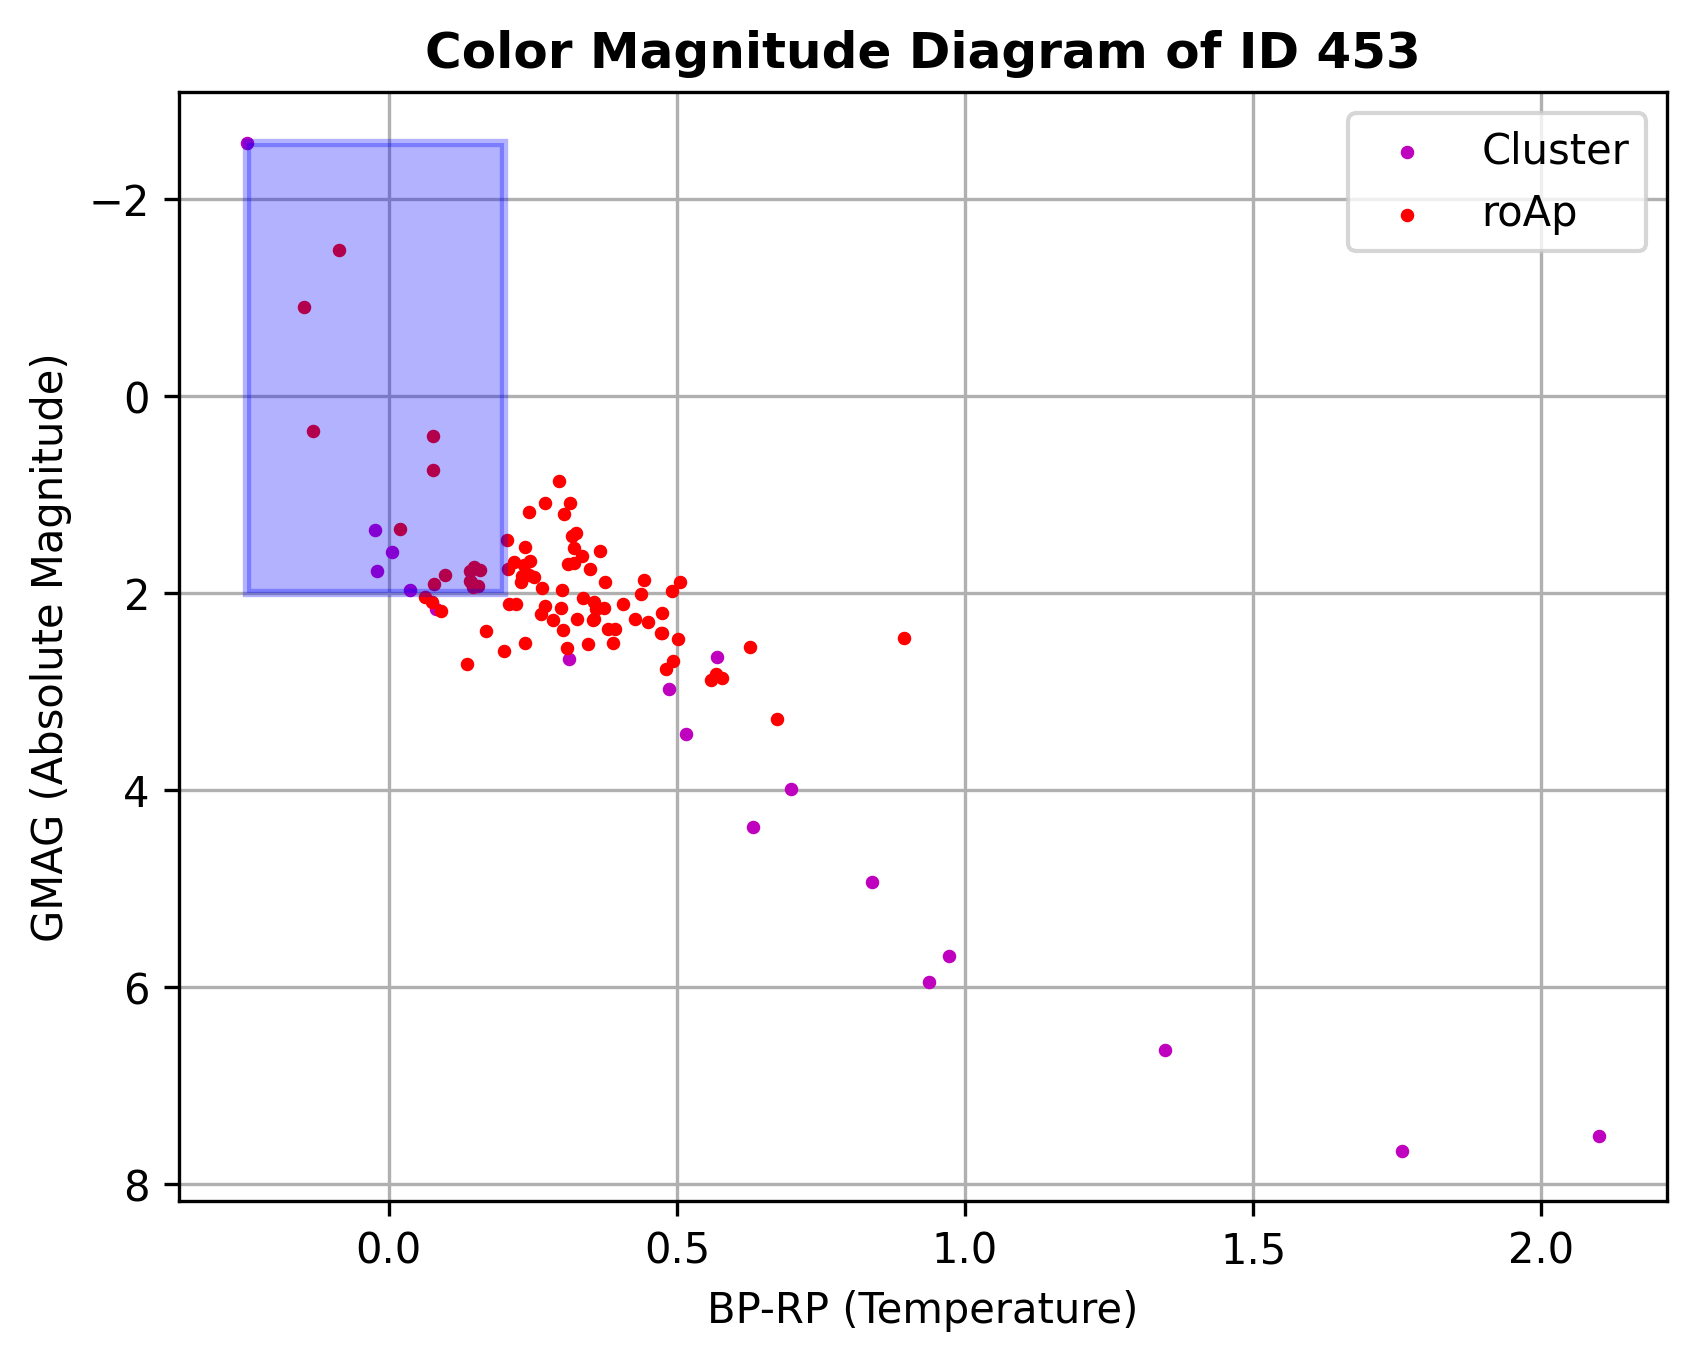 Color Magnitude Diagram of ID 453
Cluster
roAp
GMAG (Absolute Magnitude)
−2
0
2
4
6
8
0.0 0.5 1.0 1.5 2.0
BP-RP (Temperature)